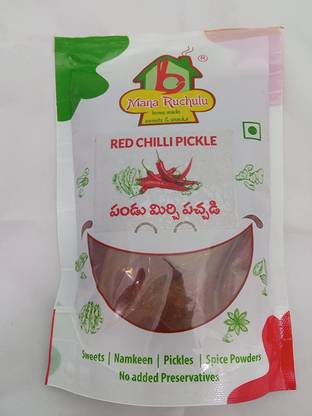 ®
Mana Ruchulu
home made
sweets & snacks
RED CHILLI PICKLE
పండు మిర్చి పచ్చడి
Sweets | Namkeen | Pickles | Spice Powders
No added Preservatives